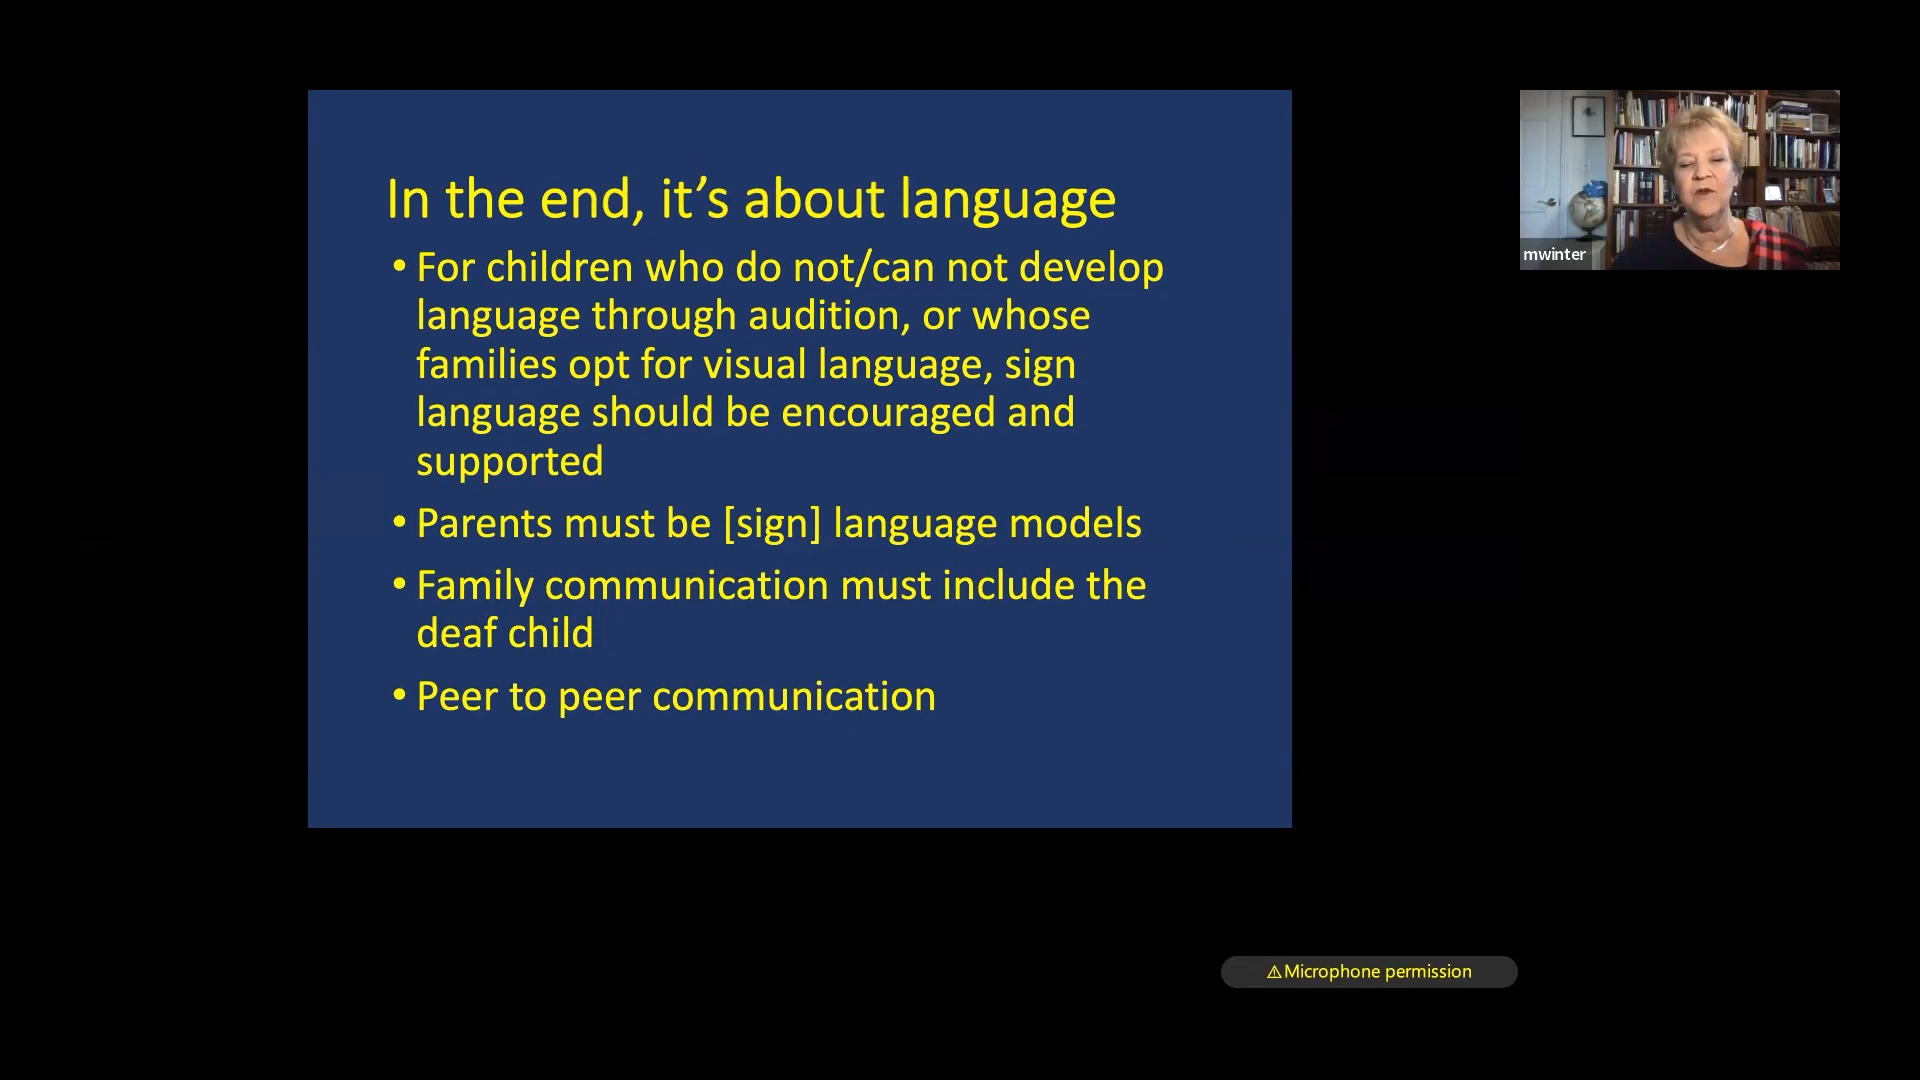 In the end, it’s about language
• For children who do not/can not develop
language through audition, or whose
families opt for visual language, sign
language should be encouraged and
supported
• Parents must be [sign] language models
• Family communication must include the
deaf child
• Peer to peer communication
mwinter
⚠Microphone permission